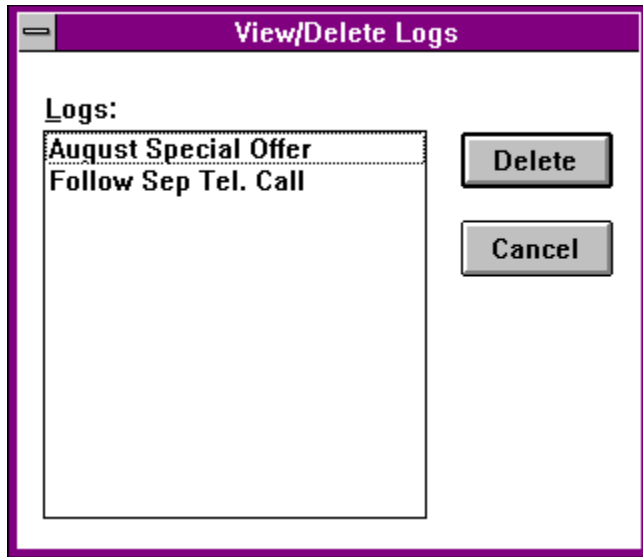 View/Delete Logs
Logs:
August Special Offer
Follow Sep Tel. Call
Delete
Cancel